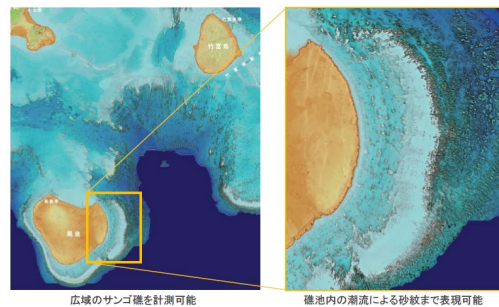 竹富島
黒島
広域のサンゴ礁を計測可能
礁池内の潮流による砂紋まで表現可能